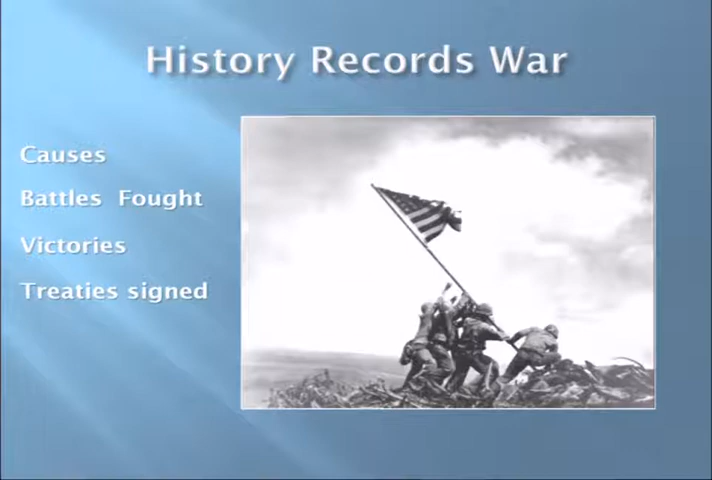 History Records War
Causes
Battles Fought
Victories
Treaties signed